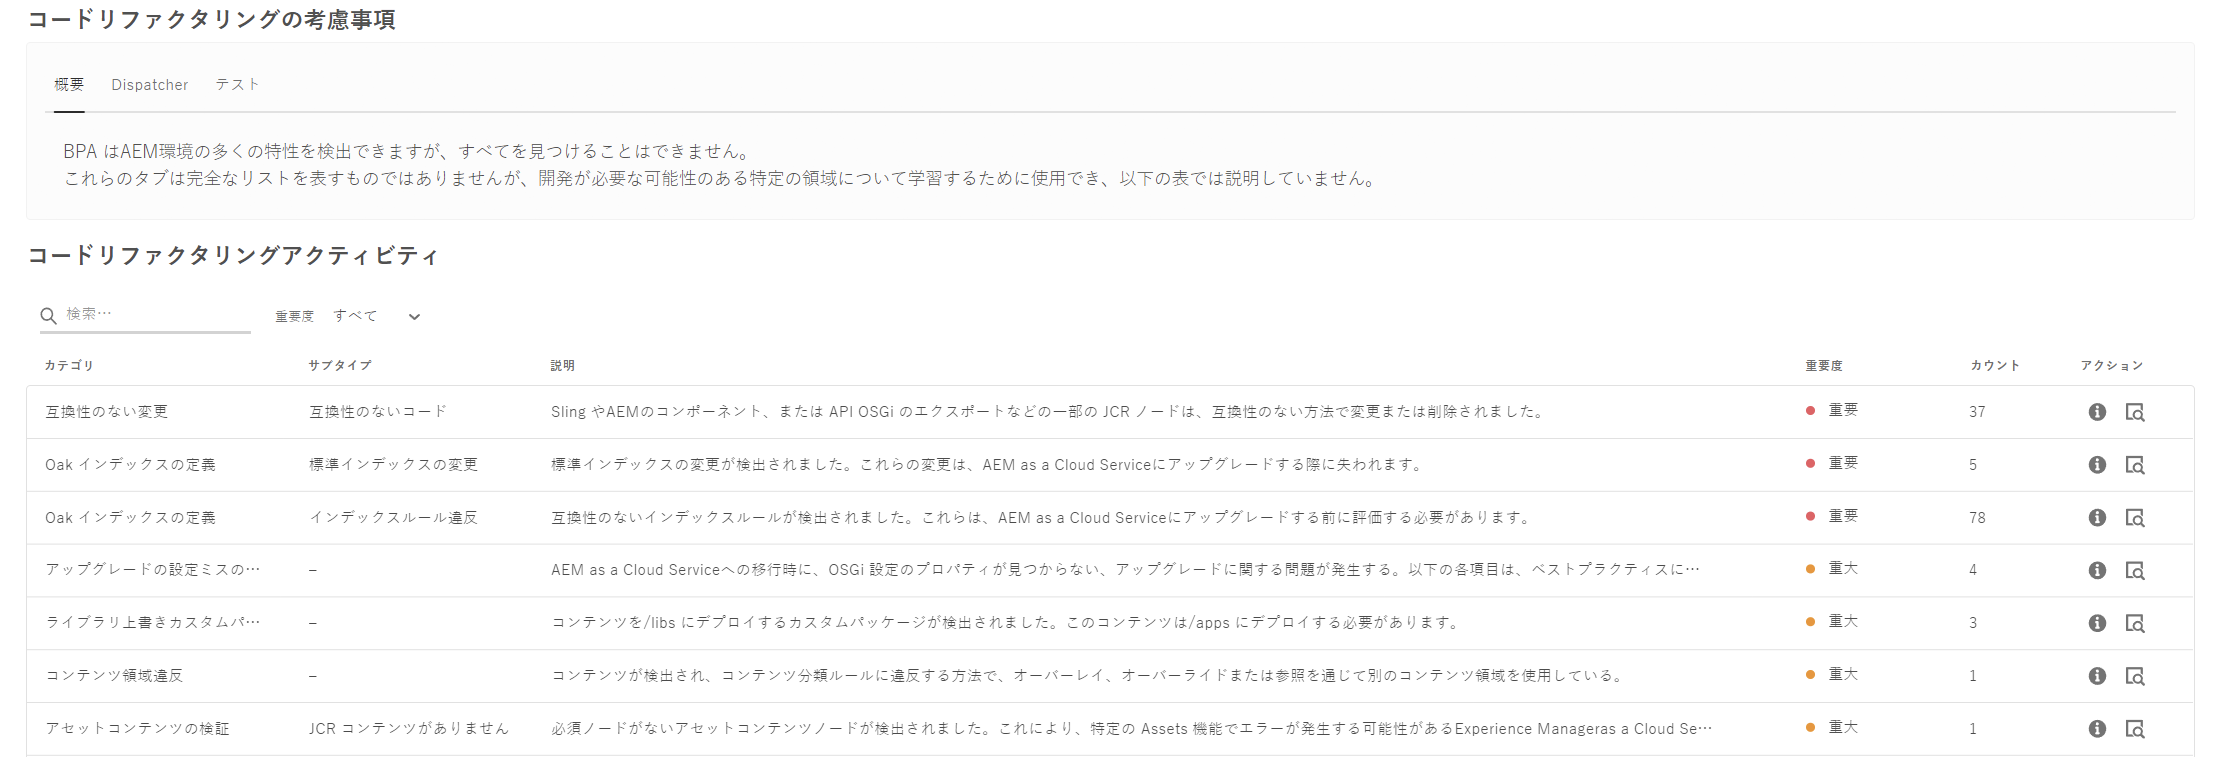 コードリファクタリングの考慮事項
概要 Dispatcher テスト
BPA はAEM環境の多くの特性を検出できますが、すべてを見つけることはできません。
これらのタブは完全なリストを表すものではありませんが、開発が必要な可能性のある特定の領域について学習するために使用でき、以下の表では説明していません。
コードリファクタリングアクティビティ
検索… 重要度 すべて
カテゴリ サブタイプ 説明 重要度 カウント アクション
互換性のない変更 互換性のないコード Sling やAEMのコンポーネント、または API OSGi のエクスポートなどの一部の JCR ノードは、互換性のない方法で変更または削除されました。 重要 37
Oak インデックスの定義 標準インデックスの変更 標準インデックスの変更が検出されました。これらの変更は、AEM as a Cloud Serviceにアップグレードする際に失われます。 重要 5
Oak インデックスの定義 インデックスルール違反 互換性のないインデックスルールが検出されました。これらは、AEM as a Cloud Serviceにアップグレードする前に評価する必要があります。 重要 78
アップグレードの設定ミスの… – AEM as a Cloud Serviceへの移行時に、OSGi 設定のプロパティが見つからない、アップグレードに関する問題が発生する。以下の各項目は、ベストプラクティスに… 重大 4
ライブラリ上書きカスタムパ… – コンテンツを/libs にデプロイするカスタムパッケージが検出されました。このコンテンツは/apps にデプロイする必要があります。 重大 3
コンテンツ領域違反 – コンテンツが検出され、コンテンツ分類ルールに違反する方法で、オーバーレイ、オーバーライドまたは参照を通じて別のコンテンツ領域を使用している。 重大 1
アセットコンテンツの検証 JCR コンテンツがありません 必須ノードがないアセットコンテンツノードが検出されました。これにより、特定の Assets 機能でエラーが発生する可能性があるExperience Manageras a Cloud Se… 重大 1